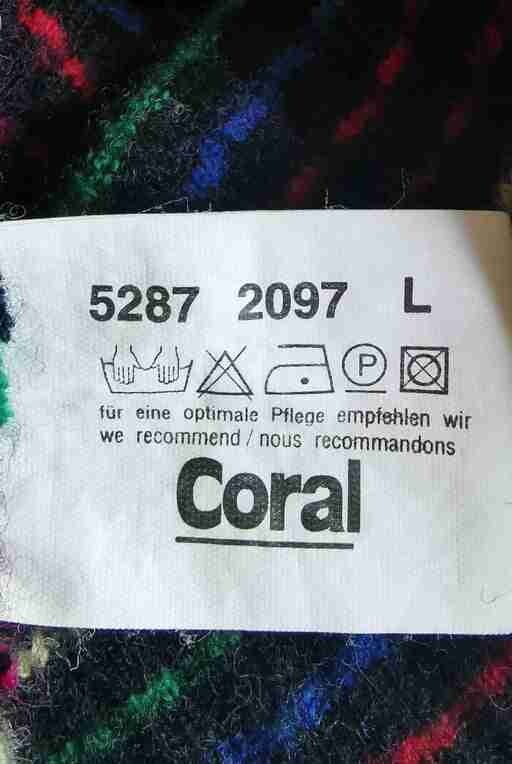 5287 2097 L
P
für eine optimale Pflege empfehlen wir
we recommend / nous recommandons
Coral